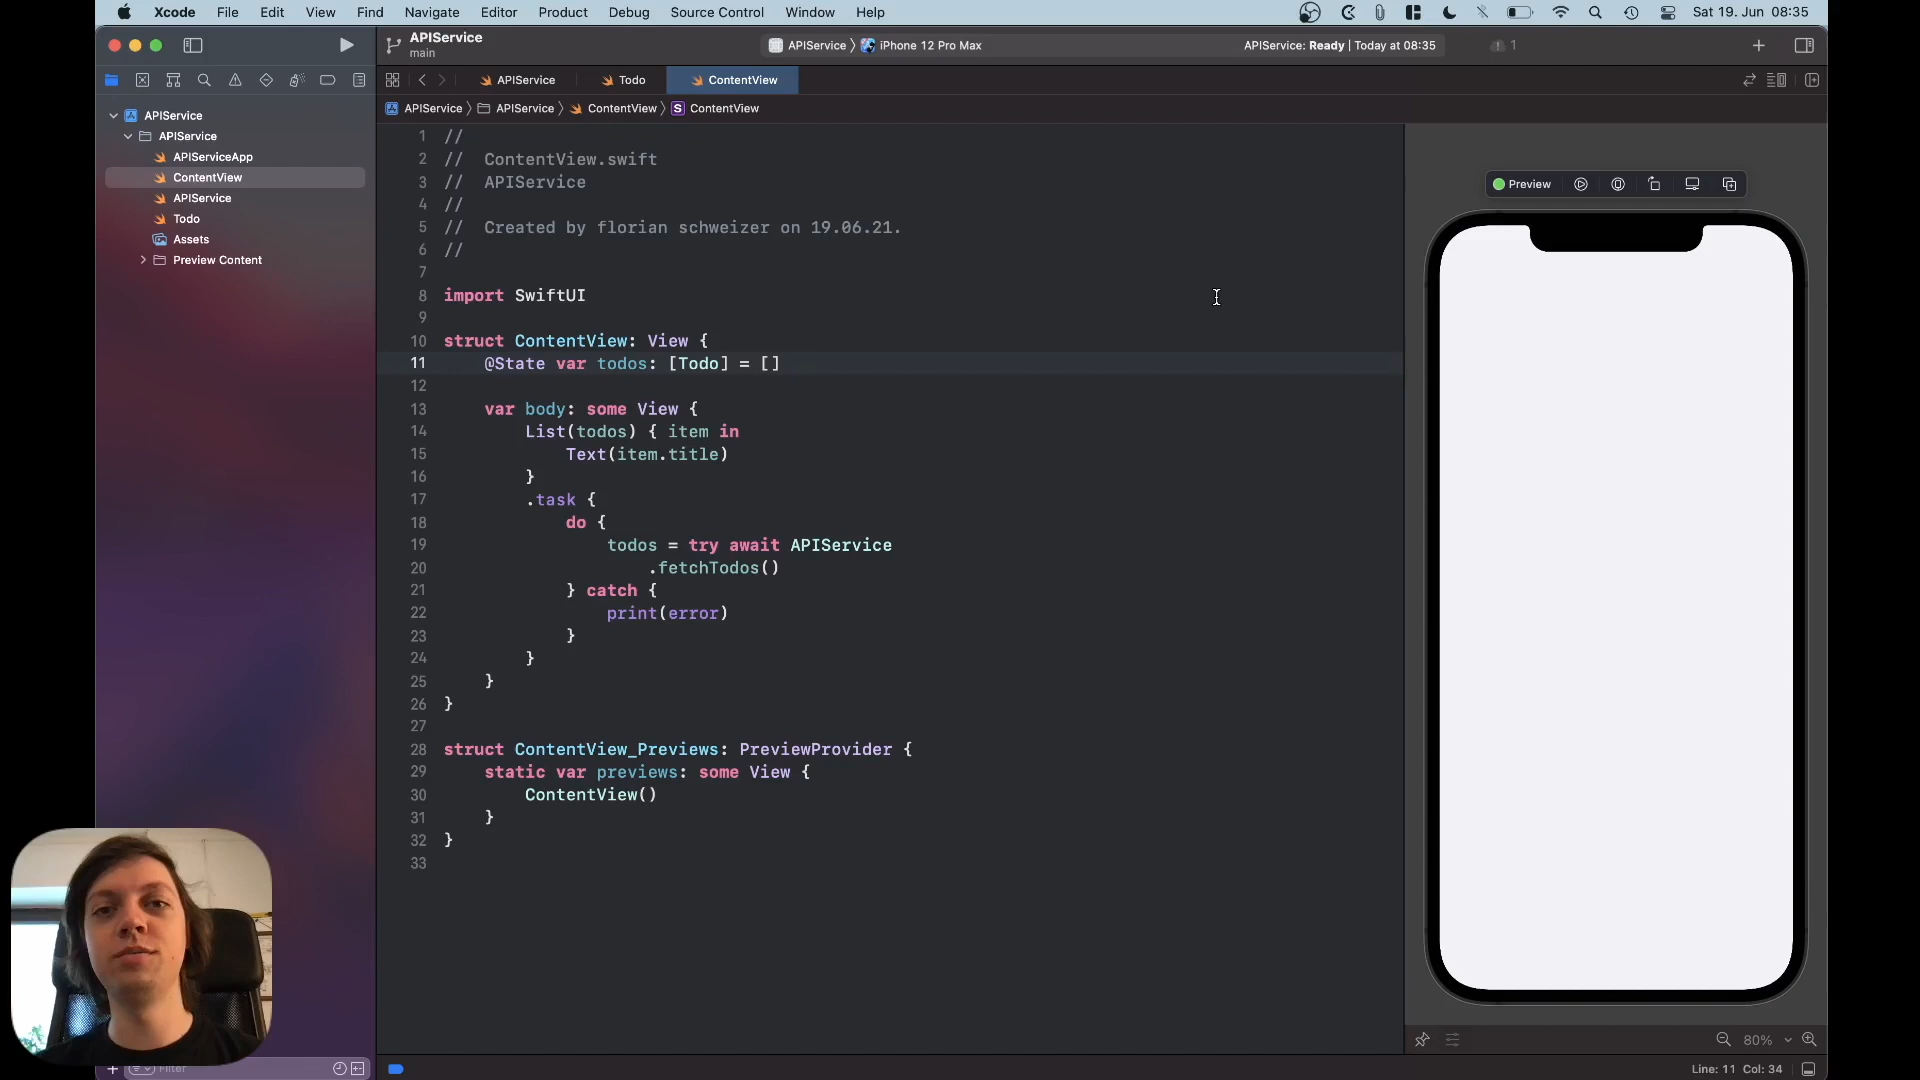 Xcode File Edit View Find Navigate Editor Product Debug Source Control Window Help Sat 19. Jun 08:35
APIService
main
APIService 〉 iPhone 12 Pro Max
APIService: Ready | Today at 08:35
1
APIService Todo ContentView
APIService 〉 APIService 〉 ContentView 〉 S ContentView
APIService
APIService
APIServiceApp
ContentView
APIService
Todo
Assets
Preview Content
Filter
1 //
2 //  ContentView.swift
3 //  APIService
4 //
5 //  Created by florian schweizer on 19.06.21.
6 //
7
8 import SwiftUI
9
10 struct ContentView: View {
11     @State var todos: [Todo] = []
12
13     var body: some View {
14         List(todos) { item in
15             Text(item.title)
16         }
17         .task {
18             do {
19                 todos = try await APIService
20                     .fetchTodos()
21             } catch {
22                 print(error)
23             }
24         }
25     }
26 }
27
28 struct ContentView_Previews: PreviewProvider {
29     static var previews: some View {
30         ContentView()
31     }
32 }
33
Preview
80%
Line: 11 Col: 34